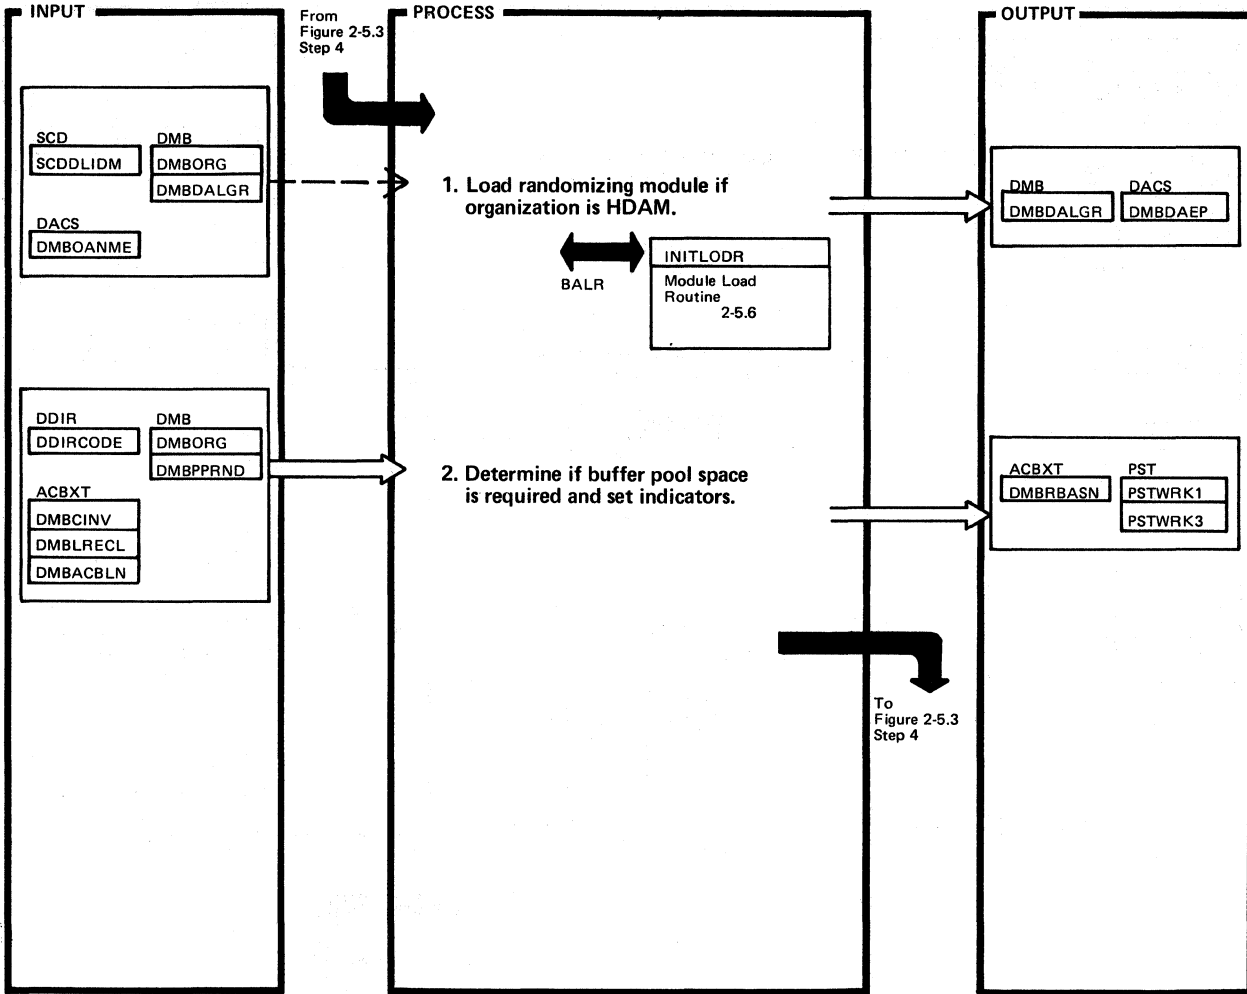 INPUT
From
Figure 2-5.3
Step 4
PROCESS
OUTPUT
SCD
SCDDLIDM
DMB
DMBORG
DMBDALGR
DACS
DMBOANME
1. Load randomizing module if
organization is HDAM.
BALR
INITLODR
Module Load
Routine
2-5.6
DMB
DMBDALGR
DACS
DMBDAEP
DDIR
DDIRCODE
DMB
DMBORG
DMBPPRND
ACBXT
DMBCINV
DMBLRECL
DMBACBLN
2. Determine if buffer pool space
is required and set indicators.
ACBXT
DMBRBASN
PST
PSTWRK1
PSTWRK3
To
Figure 2-5.3
Step 4